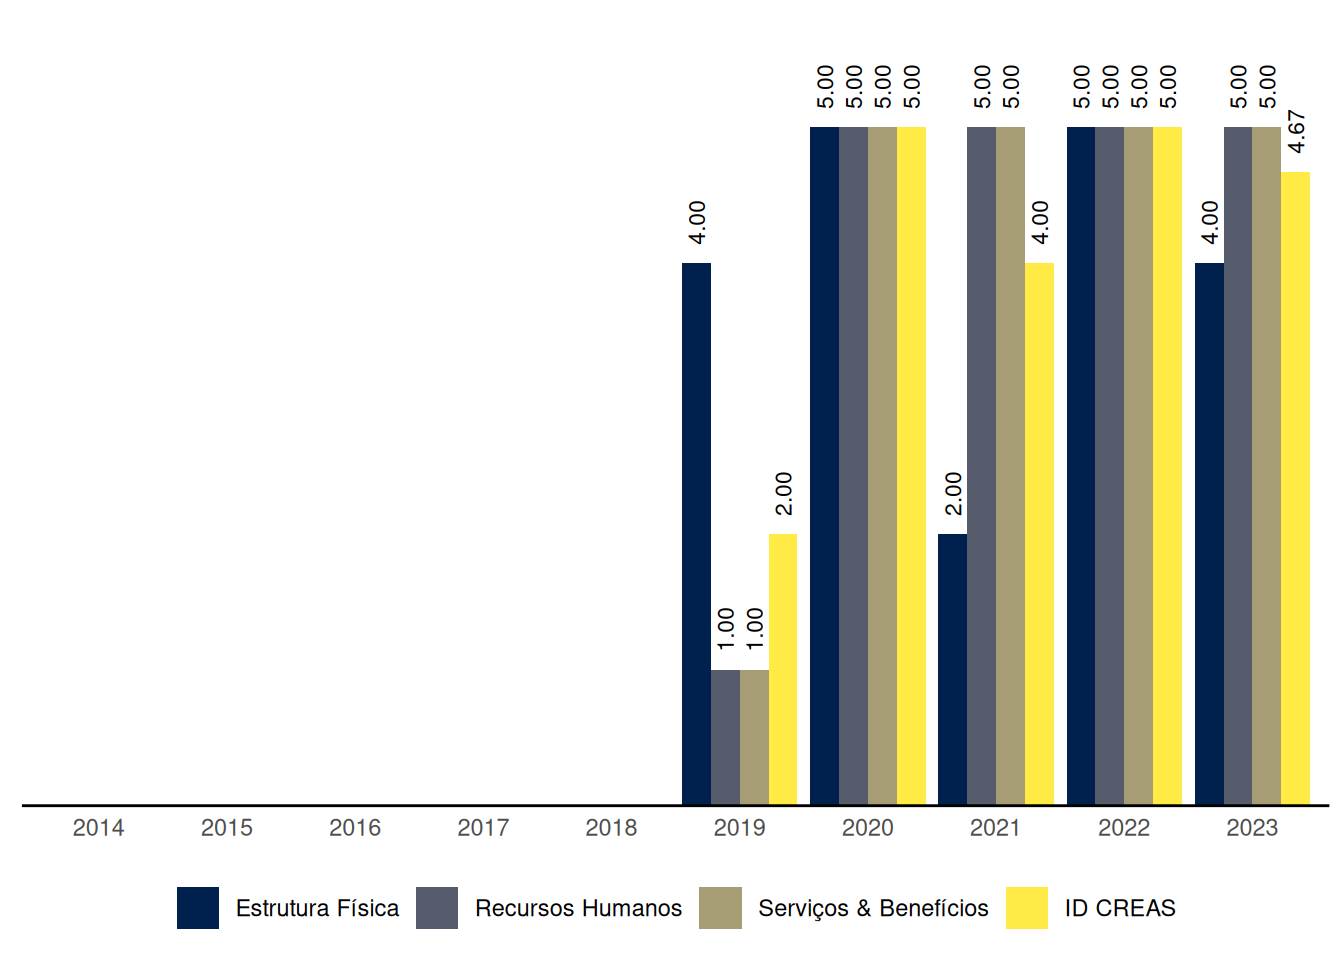 5.00 5.00 5.00 5.00 5.00 5.00 5.00 5.00 5.00 5.00 5.00 5.00
4.67
4.00 4.00 4.00
2.00 2.00
1.00 1.00
2014 2015 2016 2017 2018 2019 2020 2021 2022 2023
Estrutura Física Recursos Humanos Serviços & Benefícios ID CREAS